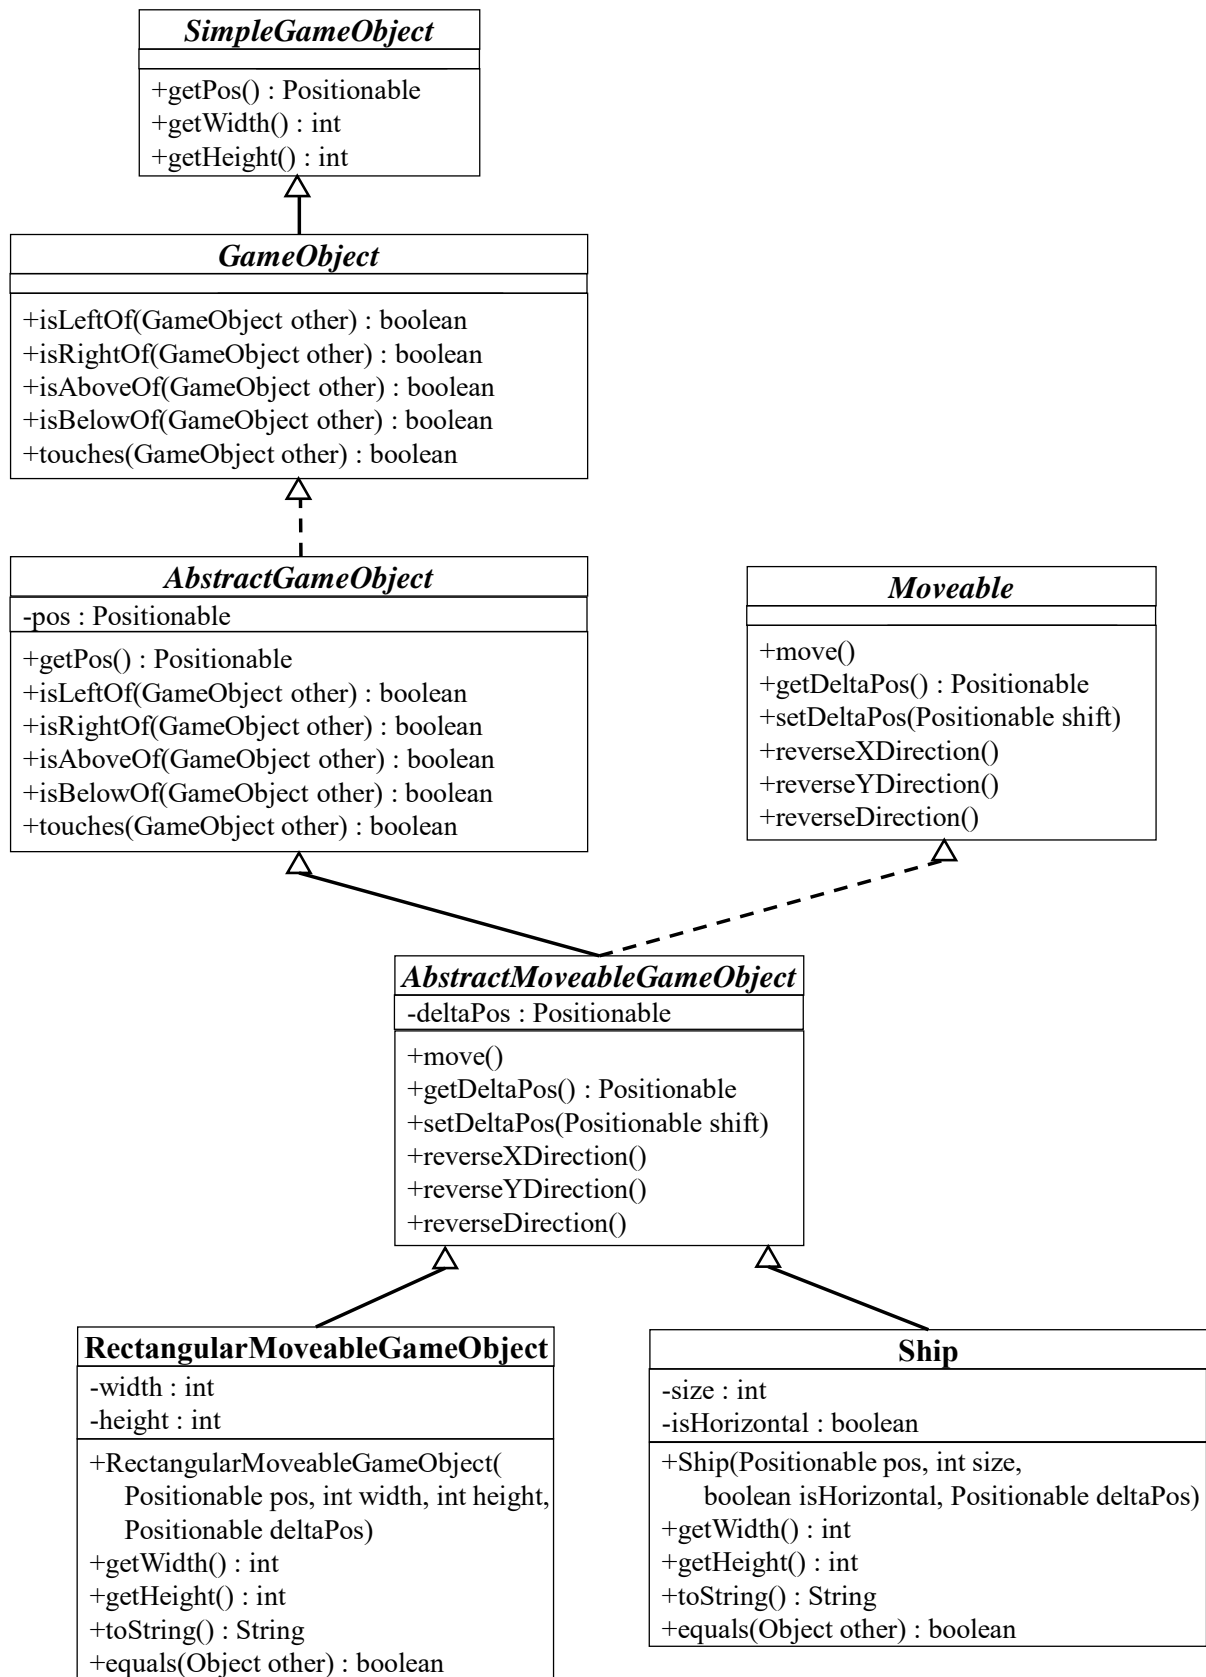 SimpleGameObject
+getPos() : Positionable
+getWidth() : int
+getHeight() : int
GameObject
+isLeftOf(GameObject other) : boolean
+isRightOf(GameObject other) : boolean
+isAboveOf(GameObject other) : boolean
+isBelowOf(GameObject other) : boolean
+touches(GameObject other) : boolean
AbstractGameObject
-pos : Positionable
+getPos() : Positionable
+isLeftOf(GameObject other) : boolean
+isRightOf(GameObject other) : boolean
+isAboveOf(GameObject other) : boolean
+isBelowOf(GameObject other) : boolean
+touches(GameObject other) : boolean
Moveable
+move()
+getDeltaPos() : Positionable
+setDeltaPos(Positionable shift)
+reverseXDirection()
+reverseYDirection()
+reverseDirection()
AbstractMoveableGameObject
-deltaPos : Positionable
+move()
+getDeltaPos() : Positionable
+setDeltaPos(Positionable shift)
+reverseXDirection()
+reverseYDirection()
+reverseDirection()
RectangularMoveableGameObject
-width : int
-height : int
+RectangularMoveableGameObject(
Positionable pos, int width, int height,
Positionable deltaPos)
+getWidth() : int
+getHeight() : int
+toString() : String
+equals(Object other) : boolean
Ship
-size : int
-isHorizontal : boolean
+Ship(Positionable pos, int size,
boolean isHorizontal, Positionable deltaPos)
+getWidth() : int
+getHeight() : int
+toString() : String
+equals(Object other) : boolean